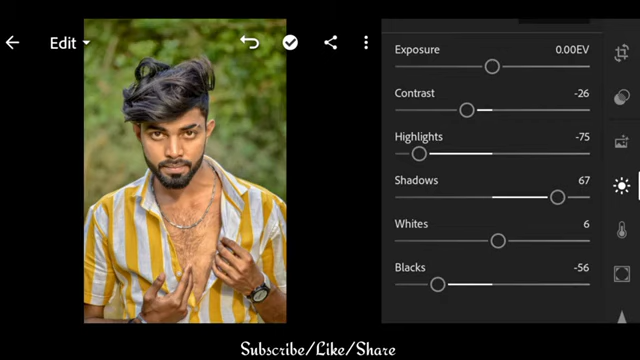 Edit
Exposure 0.00EV
Contrast -26
Highlights -75
Shadows 67
Whites 6
Blacks -56
Subscribe/Like/Share